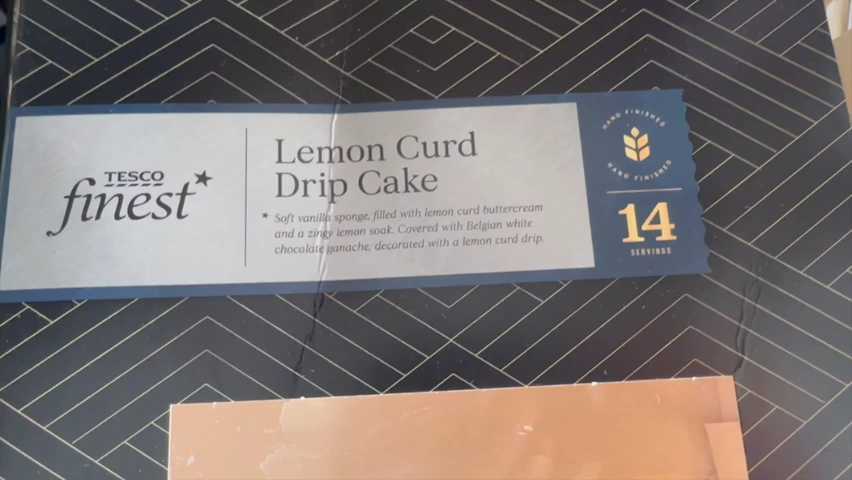 TESCO
finest*
Lemon Curd
Drip Cake
* Soft vanilla sponge, filled with lemon curd buttercream
and a zingy lemon soak. Covered with Belgian white
chocolate ganache, decorated with a lemon curd drip.
HAND FINISHED
HAND FINISHED
14
SERVINGS